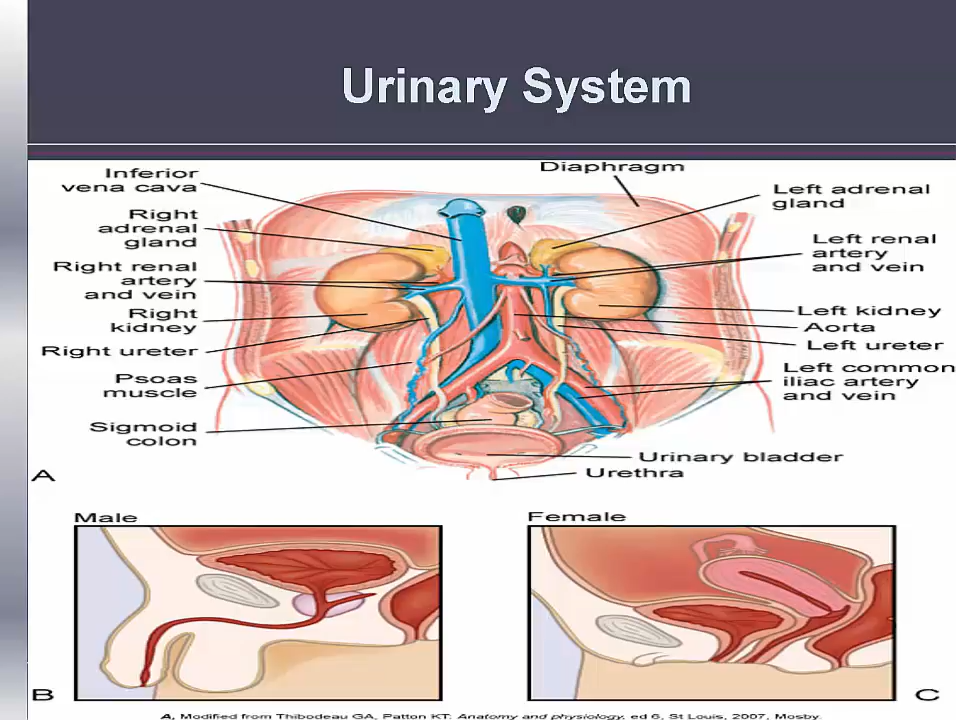 Urinary System
Inferior
vena cava
Right
adrenal
gland
Right renal
artery
and vein
Right
kidney
Right ureter
Psoas
muscle
Sigmoid
colon
Diaphragm
Left adrenal
gland
Left renal
artery
and vein
Left kidney
Aorta
Left ureter
Left common
iliac artery
and vein
Urinary bladder
Urethra
A
Male
B
Female
C
A, Modified from Thibodeau GA, Patton KT: Anatomy and physiology, ed 6, St Louis, 2007, Mosby.